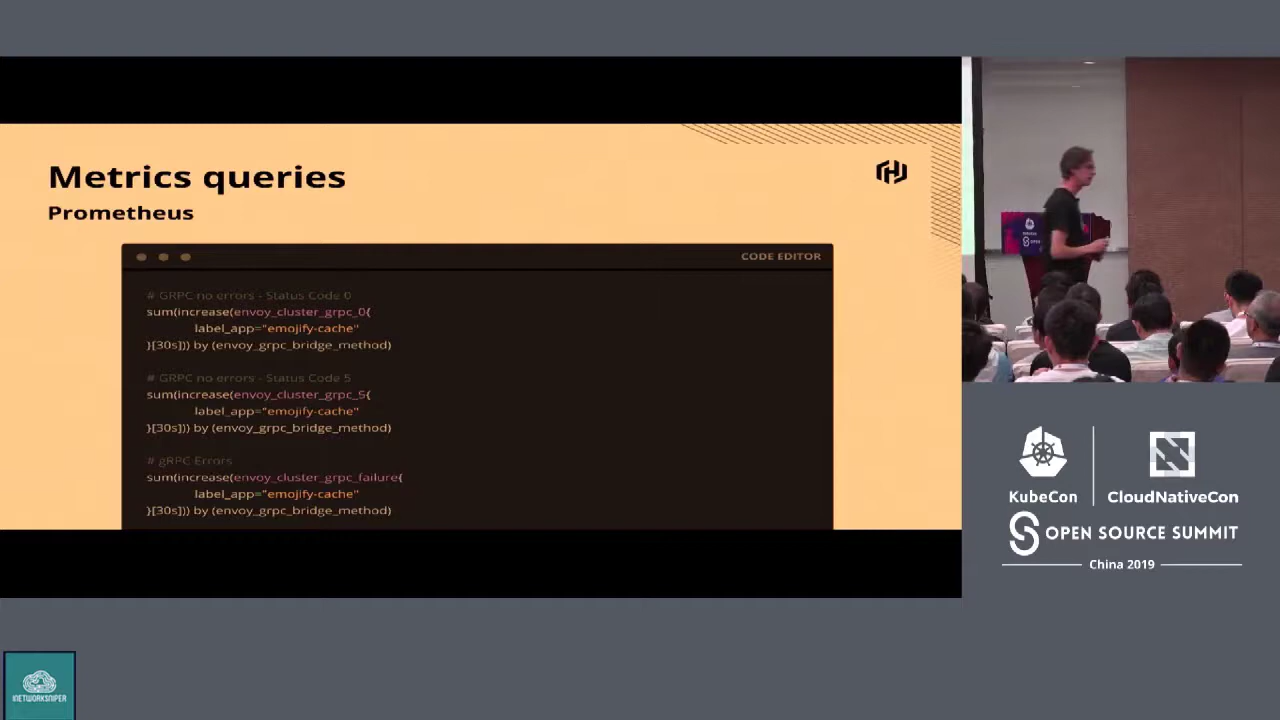 Metrics queries
Prometheus
CODE EDITOR
# GRPC no errors - Status Code 0
sum(increase(envoy_cluster_grpc_0{
label_app="emojify-cache"
}[30s])) by (envoy_grpc_bridge_method)
# GRPC no errors - Status Code 5
sum(increase(envoy_cluster_grpc_5{
label_app="emojify-cache"
}[30s])) by (envoy_grpc_bridge_method)
# gRPC Errors
sum(increase(envoy_cluster_grpc_failure{
label_app="emojify-cache"
}[30s])) by (envoy_grpc_bridge_method)
KubeCon
CloudNativeCon
OPEN SOURCE SUMMIT
China 2019
INETWORKSNIPER